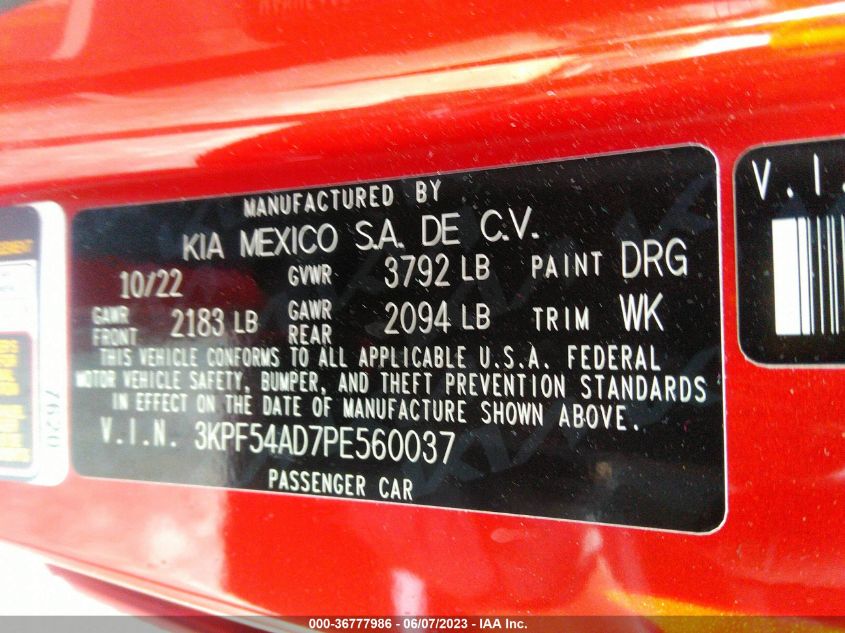 MANUFACTURED BY
KIA MEXICO S.A. DE C.V.
10/22 GVWR 3792 LB PAINT DRG
GAWR FRONT 2183 LB GAWR REAR 2094 LB TRIM WK
THIS VEHICLE CONFORMS TO ALL APPLICABLE U.S.A. FEDERAL
MOTOR VEHICLE SAFETY, BUMPER, AND THEFT PREVENTION STANDARDS
IN EFFECT ON THE DATE OF MANUFACTURE SHOWN ABOVE.
V.I.N. 3KPF54AD7PE560037
PASSENGER CAR
V.I.
7620
000-36777986 | 06/07/2023 - IAA Inc.